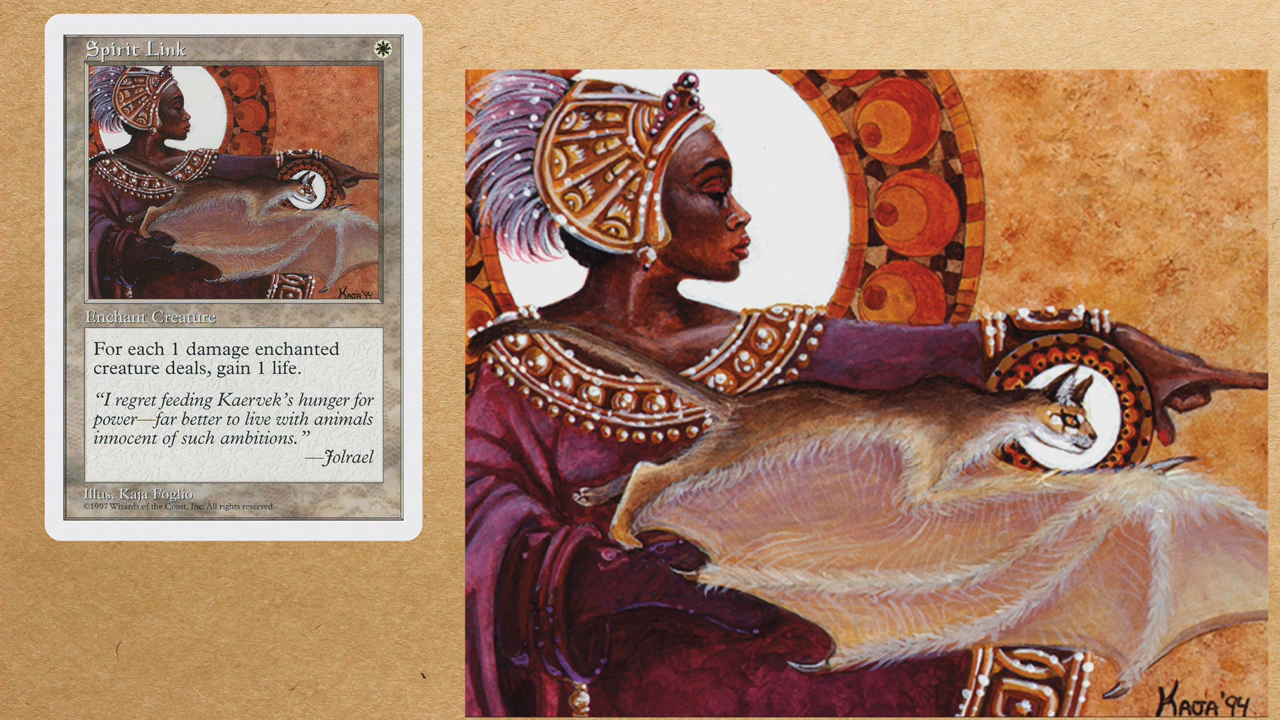 Spirit Link
KAJA '94
Enchant Creature
For each 1 damage enchanted
creature deals, gain 1 life.
“I regret feeding Kaervek’s hunger for
power—far better to live with animals
innocent of such ambitions.”
—Jolrael
Illus. Kaja Foglio
©1997 Wizards of the Coast, Inc. All rights reserved.
KAJA '94